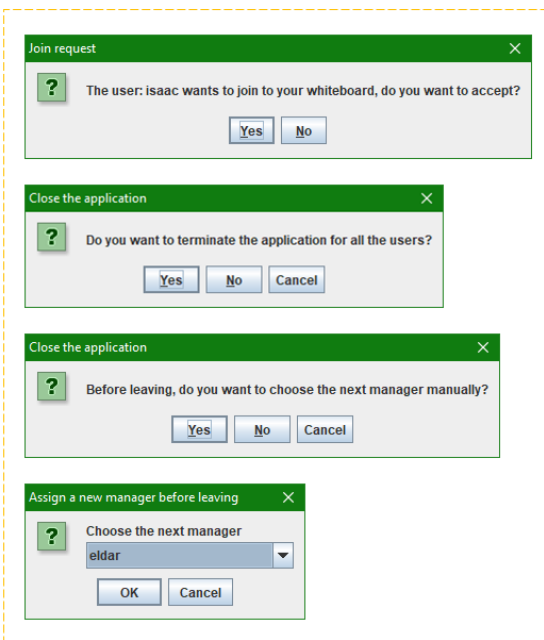 Join request
The user: isaac wants to join to your whiteboard, do you want to accept?
Yes No
Close the application
Do you want to terminate the application for all the users?
Yes No Cancel
Close the application
Before leaving, do you want to choose the next manager manually?
Yes No Cancel
Assign a new manager before leaving
Choose the next manager
eldar
OK Cancel